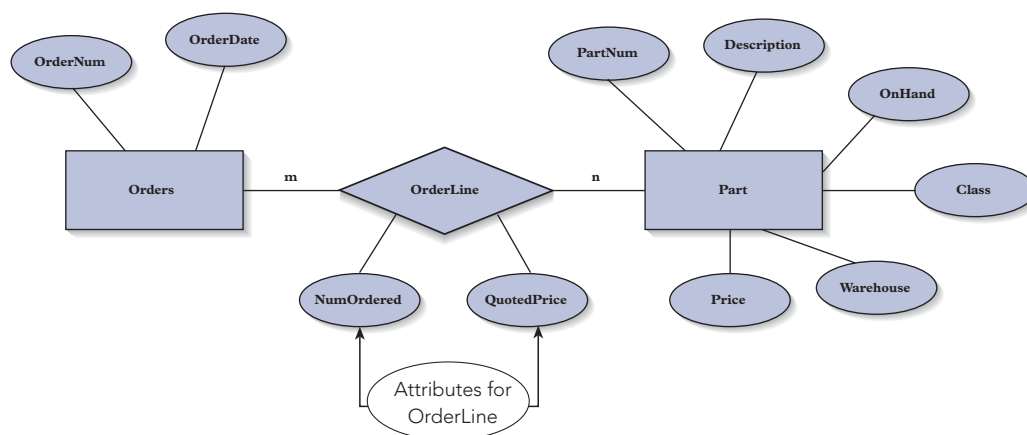 OrderNum
OrderDate
PartNum
Description
OnHand
Orders
m
OrderLine
n
Part
Class
NumOrdered
QuotedPrice
Price
Warehouse
Attributes for
OrderLine